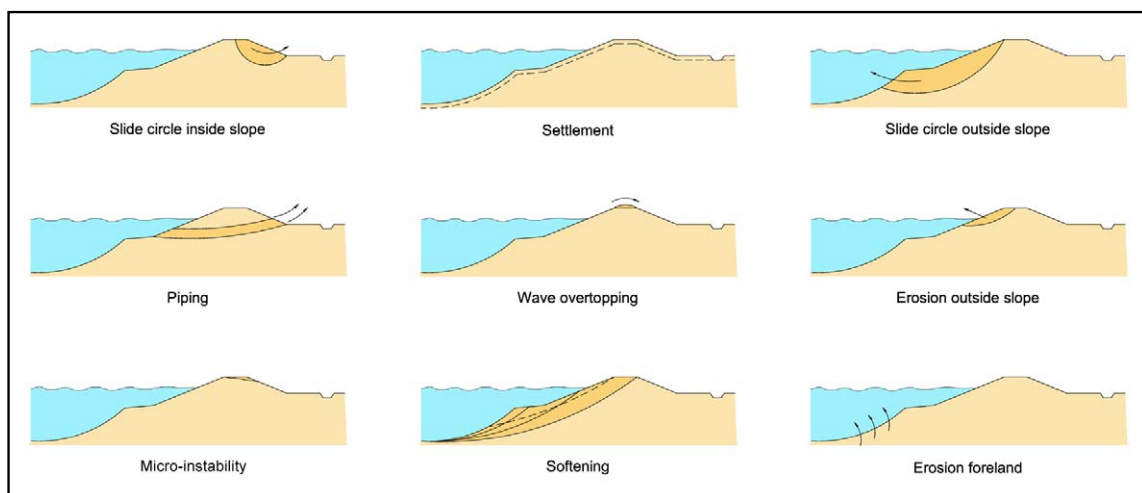 Slide circle inside slope
Settlement
Slide circle outside slope
Piping
Wave overtopping
Erosion outside slope
Micro-instability
Softening
Erosion foreland